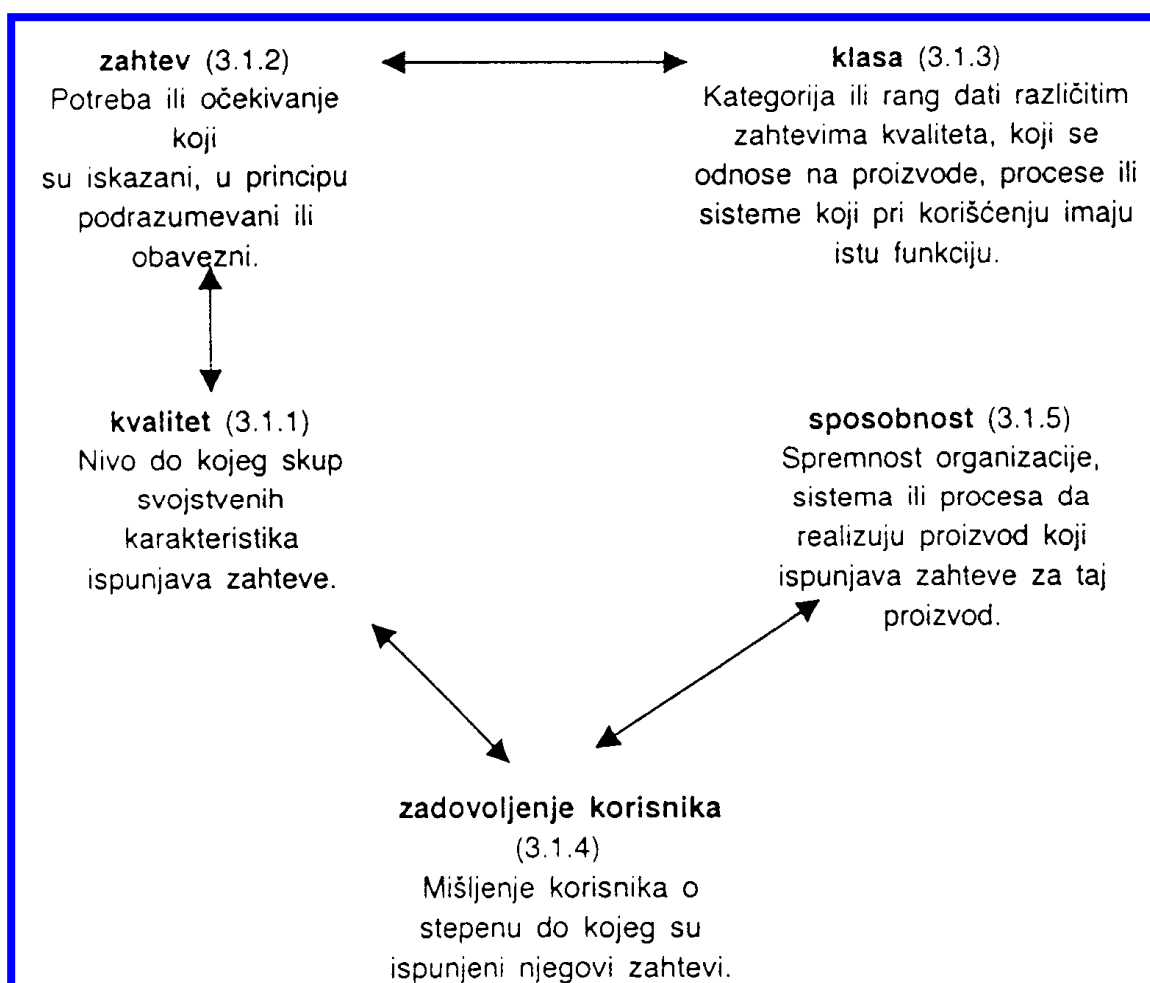 zahtev (3.1.2)
Potreba ili očekivanje
koji
su iskazani, u principu
podrazumevani ili
obavezni.
klasa (3.1.3)
Kategorija ili rang dati različitim
zahtevima kvaliteta, koji se
odnose na proizvode, procese ili
sisteme koji pri korišćenju imaju
istu funkciju.
kvalitet (3.1.1)
Nivo do kojeg skup
svojstvenih
karakteristika
ispunjava zahteve.
sposobnost (3.1.5)
Spremnost organizacije,
sistema ili procesa da
realizuju proizvod koji
ispunjava zahteve za taj
proizvod.
zadovoljenje korisnika
(3.1.4)
Mišljenje korisnika o
stepenu do kojeg su
ispunjeni njegovi zahtevi.